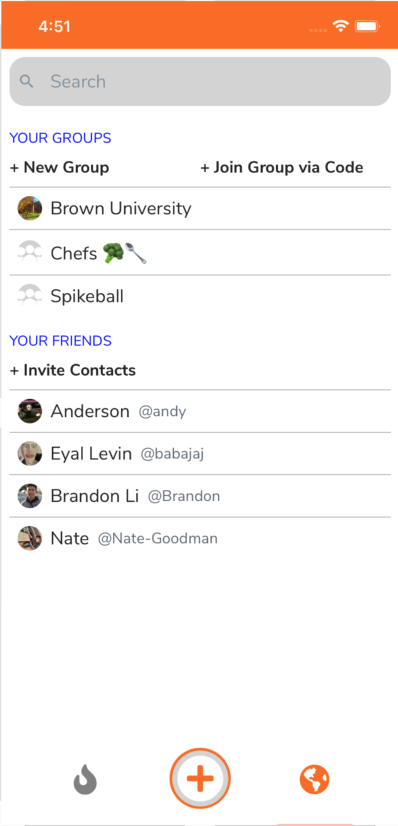 4:51
Search
YOUR GROUPS
+ New Group + Join Group via Code
Brown University
Chefs 🥦🥄
Spikeball
YOUR FRIENDS
+ Invite Contacts
Anderson @andy
Eyal Levin @babajaj
Brandon Li @Brandon
Nate @Nate-Goodman